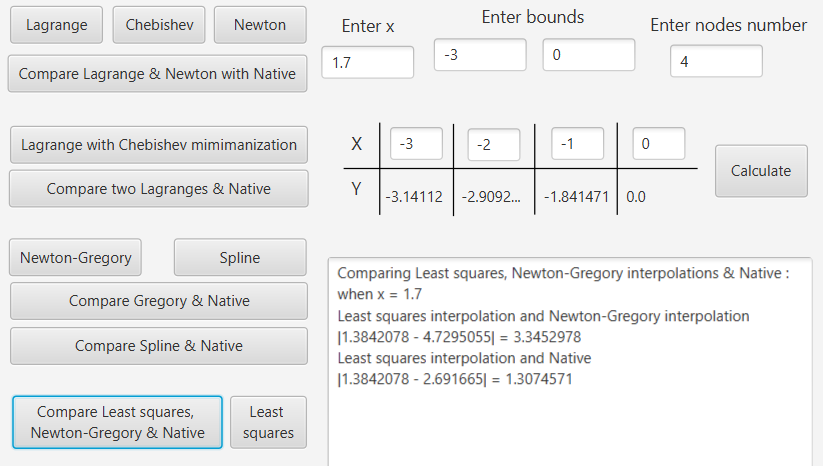 Lagrange Chebishev Newton
Compare Lagrange & Newton with Native
Enter x Enter bounds Enter nodes number
1.7 -3 0 4
Lagrange with Chebishev mimimanization
Compare two Lagranges & Native
X -3 -2 -1 0
Y -3.14112 -2.9092... -1.841471 0.0
Calculate
Newton-Gregory Spline
Compare Gregory & Native
Compare Spline & Native
Compare Least squares,
Newton-Gregory & Native
Least
squares
Comparing Least squares, Newton-Gregory interpolations & Native :
when x = 1.7
Least squares interpolation and Newton-Gregory interpolation
|1.3842078 - 4.7295055| = 3.3452978
Least squares interpolation and Native
|1.3842078 - 2.691665| = 1.3074571